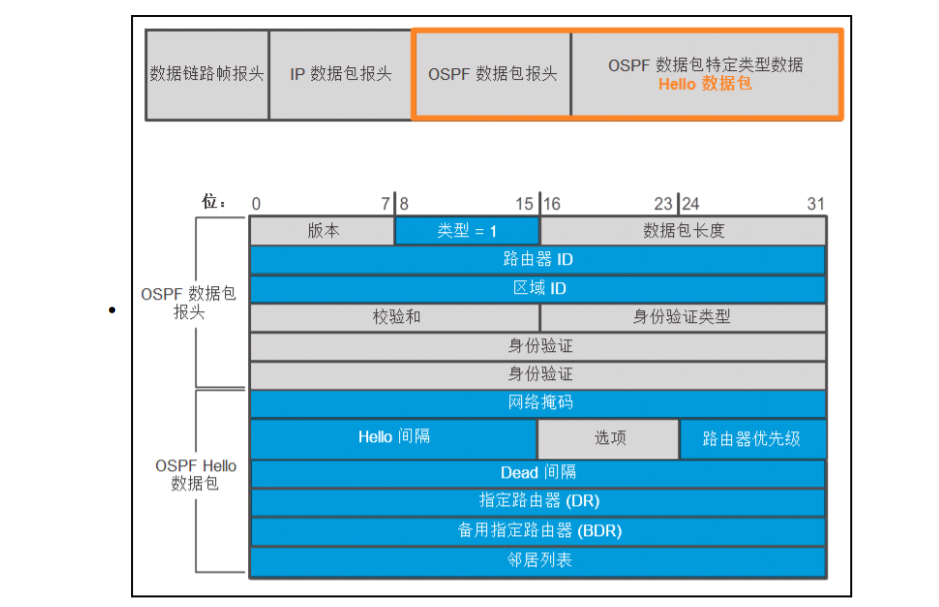 数据链路帧报头 IP 数据包报头 OSPF 数据包报头 OSPF 数据包特定类型数据
Hello 数据包
位： 0 7 8 15 16 23 24 31
版本 类型 = 1 数据包长度
路由器 ID
区域 ID
OSPF 数据包
报头
校验和 身份验证类型
身份验证
身份验证
网络掩码
Hello 间隔 选项 路由器优先级
OSPF Hello
数据包
Dead 间隔
指定路由器 (DR)
备用指定路由器 (BDR)
邻居列表